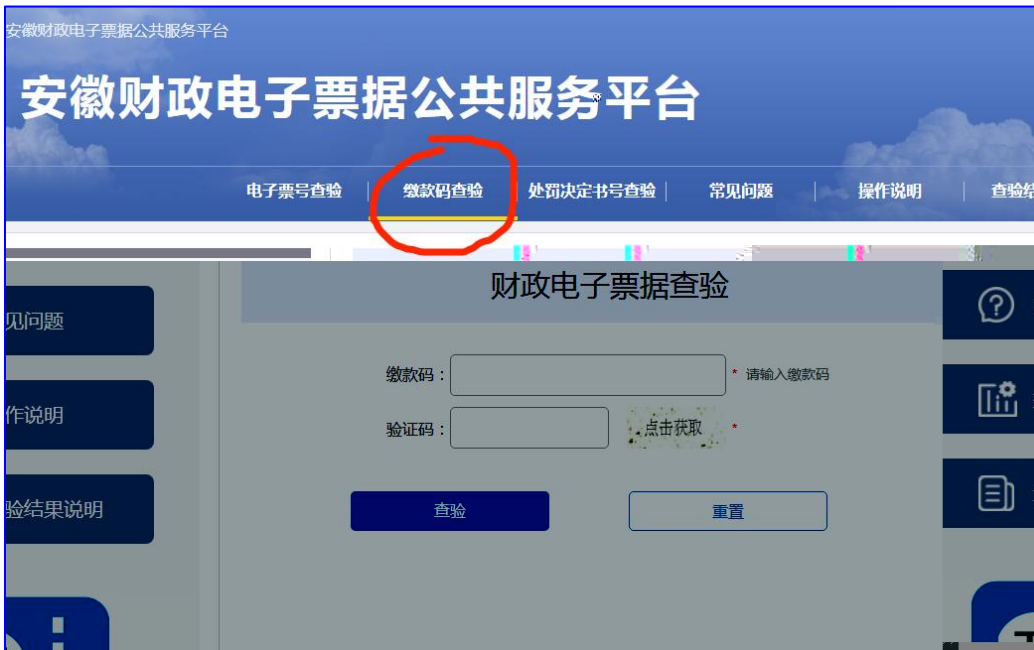 安徽财政电子票据公共服务平台
安徽财政电子票据公共服务平台
电子票号查验
缴款码查验
处罚决定书号查验
常见问题
操作说明
查验结
财政电子票据查验
见问题
作说明
验结果说明
缴款码：
* 请输入缴款码
验证码：
点击获取 *
查验
重置